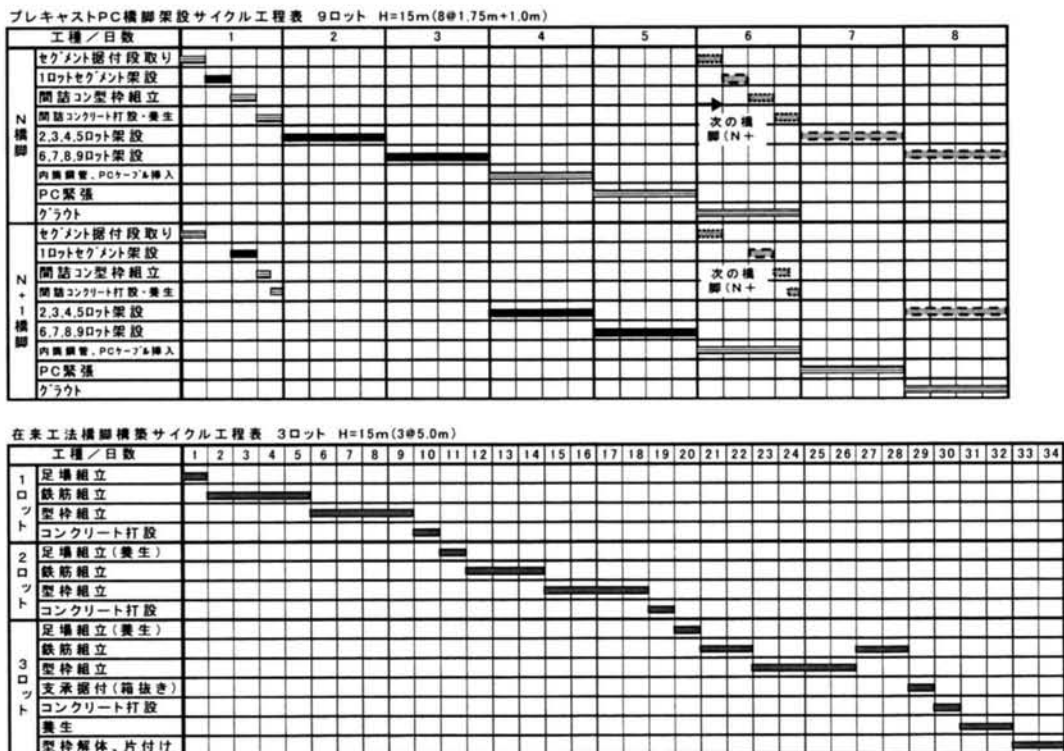 プレキャストPC橋脚架設サイクル工程表 9ロット H=15m(8@1.75m+1.0m)
工種/日数 1 2 3 4 5 6 7 8
N橋脚
セグメント据付段取り
1ロットセグメント架設
間詰コン型枠組立
間詰コンクリート打設・養生
2,3,4,5ロット架設
6,7,8,9ロット架設
内側鋼管、PCケーブル挿入
PC緊張
グラウト
次の橋
脚(N+
N+1橋脚
セグメント据付段取り
1ロットセグメント架設
間詰コン型枠組立
間詰コンクリート打設・養生
2,3,4,5ロット架設
6,7,8,9ロット架設
内側鋼管、PCケーブル挿入
PC緊張
グラウト
次の橋
脚(N+
在来工法橋脚構築サイクル工程表 3ロット H=15m(3@5.0m)
工種/日数 1 2 3 4 5 6 7 8 9 10 11 12 13 14 15 16 17 18 19 20 21 22 23 24 25 26 27 28 29 30 31 32 33 34
1ロット
足場組立
鉄筋組立
型枠組立
コンクリート打設
2ロット
足場組立(養生)
鉄筋組立
型枠組立
コンクリート打設
3ロット
足場組立(養生)
鉄筋組立
型枠組立
支承据付(箱抜き)
コンクリート打設
養生
型枠解体、片付け